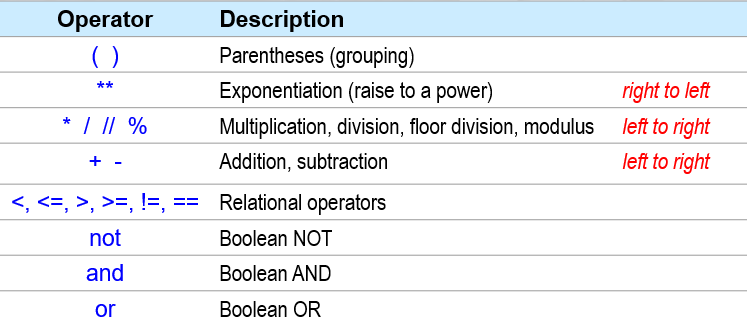 Operator Description
( ) Parentheses (grouping)
** Exponentiation (raise to a power) right to left
* / // % Multiplication, division, floor division, modulus left to right
+ - Addition, subtraction left to right
<, <=, >, >=, !=, == Relational operators
not Boolean NOT
and Boolean AND
or Boolean OR